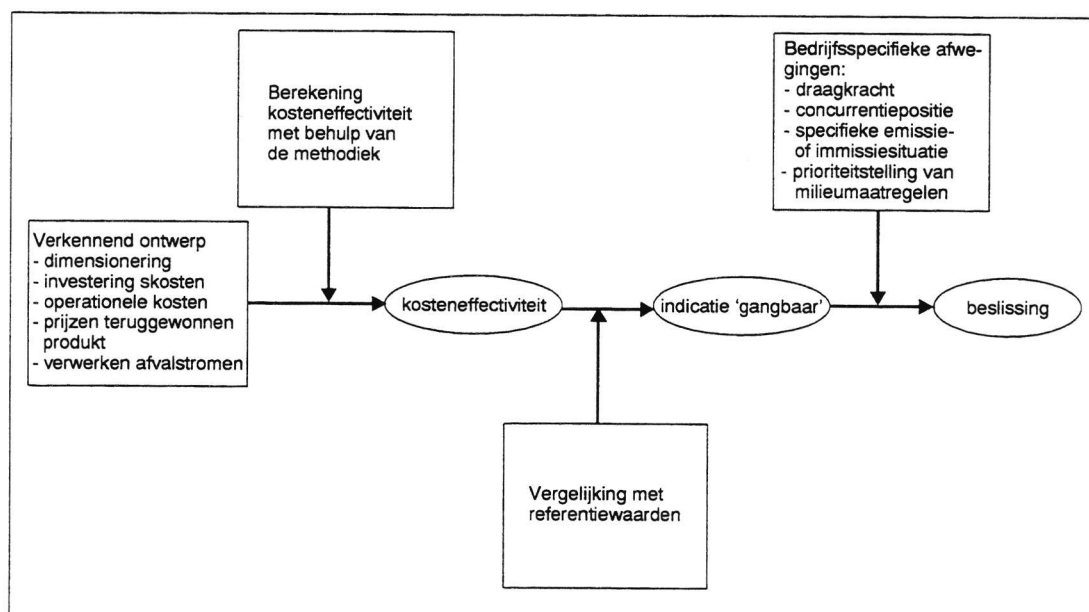 Berekening
kosteneffectiviteit
met behulp van
de methodiek
Bedrijfsspecifieke afwe-
gingen:
- draagkracht
- concurrentiepositie
- specifieke emissie-
of immissiesituatie
- prioriteitstelling van
milieumaatregelen
Verkennend ontwerp
- dimensionering
- investering skosten
- operationele kosten
- prijzen teruggewonnen
produkt
- verwerken afvalstromen
kosteneffectiviteit
indicatie 'gangbaar'
beslissing
Vergelijking met
referentiewaarden